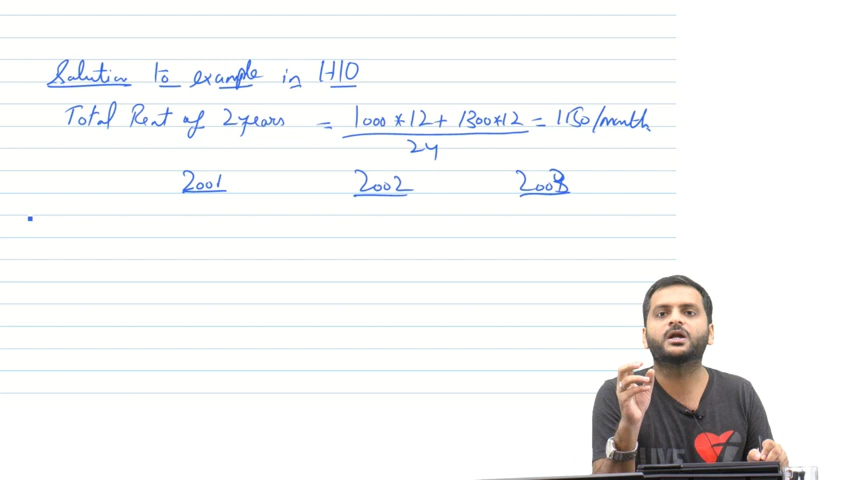 Solution to example in H10
Total Rent of 2 years = 1000*12 + 1300*12 = 1150/month
24
2001 2002 2003
LIVE